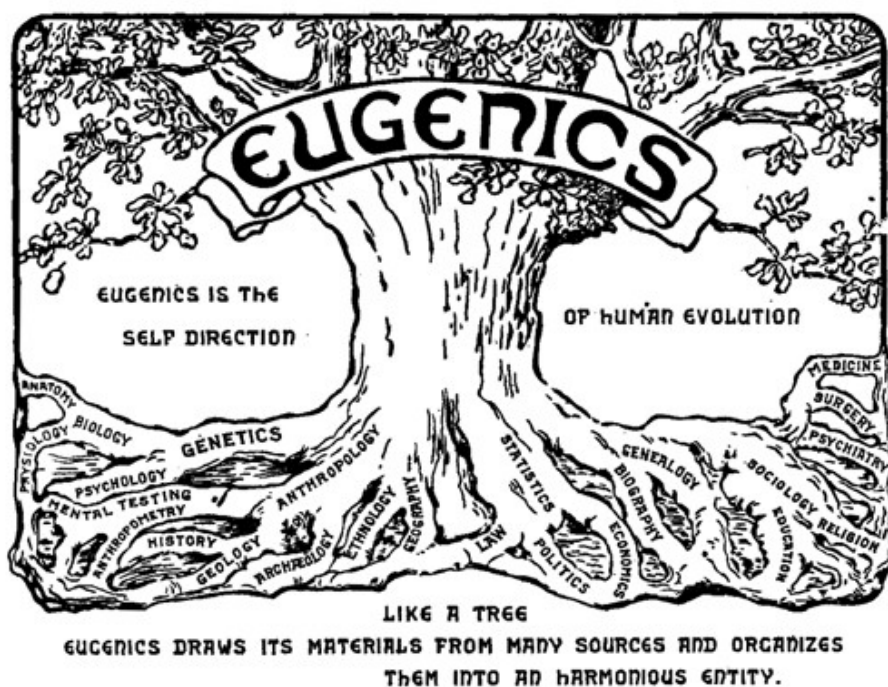 EUGENICS
EUGENICS IS THE
SELF DIRECTION
OF HUMAN EVOLUTION
ANATOMY
PHYSIOLOGY
BIOLOGY
GENETICS
PSYCHOLOGY
MENTAL TESTING
ANTHROPOMETRY
HISTORY
GEOLOGY
ANTHROPOLOGY
ARCHÆOLOGY
ETHNOLOGY
GEOGRAPHY
LAW
STATISTICS
POLITICS
ECONOMICS
BIOGRAPHY
GENEALOGY
EDUCATION
SOCIOLOGY
RELIGION
PSYCHIATRY
SURGERY
MEDICINE
LIKE A TREE
EUGENICS DRAWS ITS MATERIALS FROM MANY SOURCES AND ORGANIZES
THEM INTO AN HARMONIOUS ENTITY.